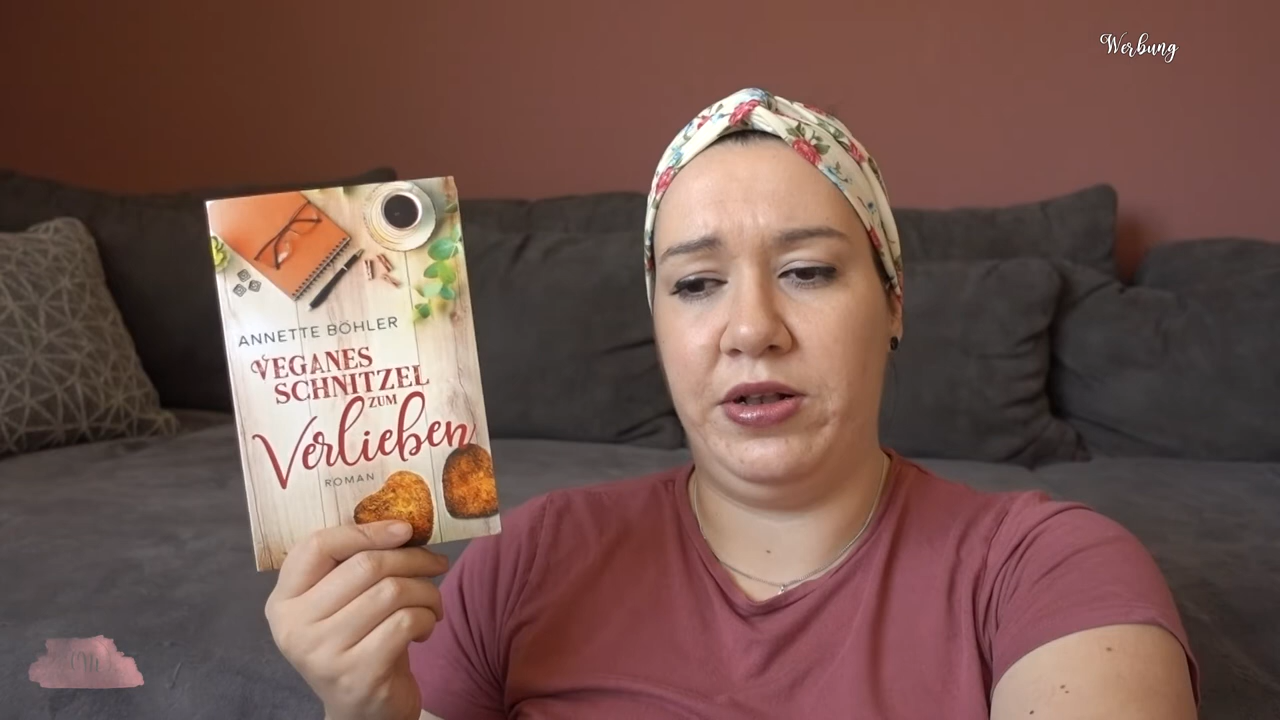 Werbung
ANNETTE BÖHLER
VEGANES
SCHNITZEL
ZUM
Verlieben
ROMAN